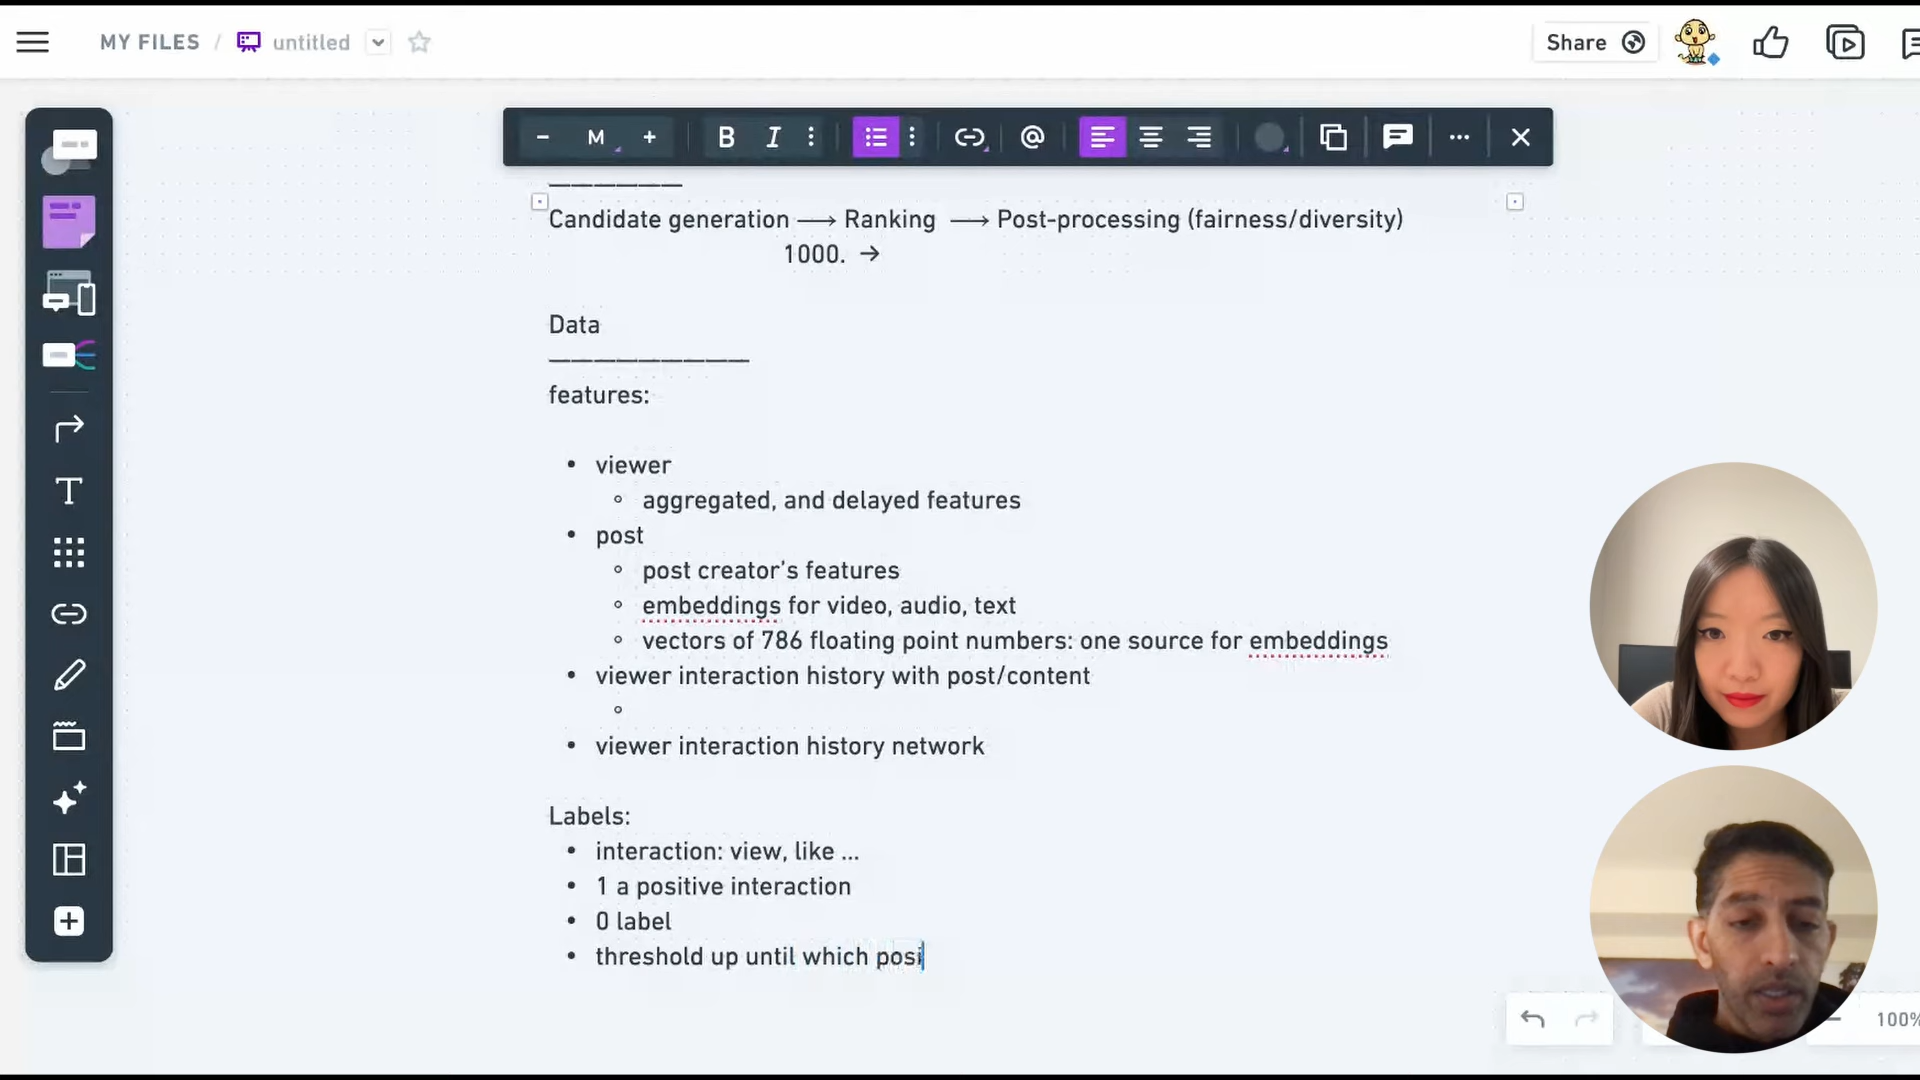 MY FILES / untitled
Share
M B I @
Candidate generation —→ Ranking —→ Post-processing (fairness/diversity)
1000. →
Data
features:
• viewer
◦ aggregated, and delayed features
• post
◦ post creator’s features
◦ embeddings for video, audio, text
◦ vectors of 786 floating point numbers: one source for embeddings
• viewer interaction history with post/content
◦
• viewer interaction history network
Labels:
• interaction: view, like ...
• 1 a positive interaction
• 0 label
• threshold up until which posi
100%